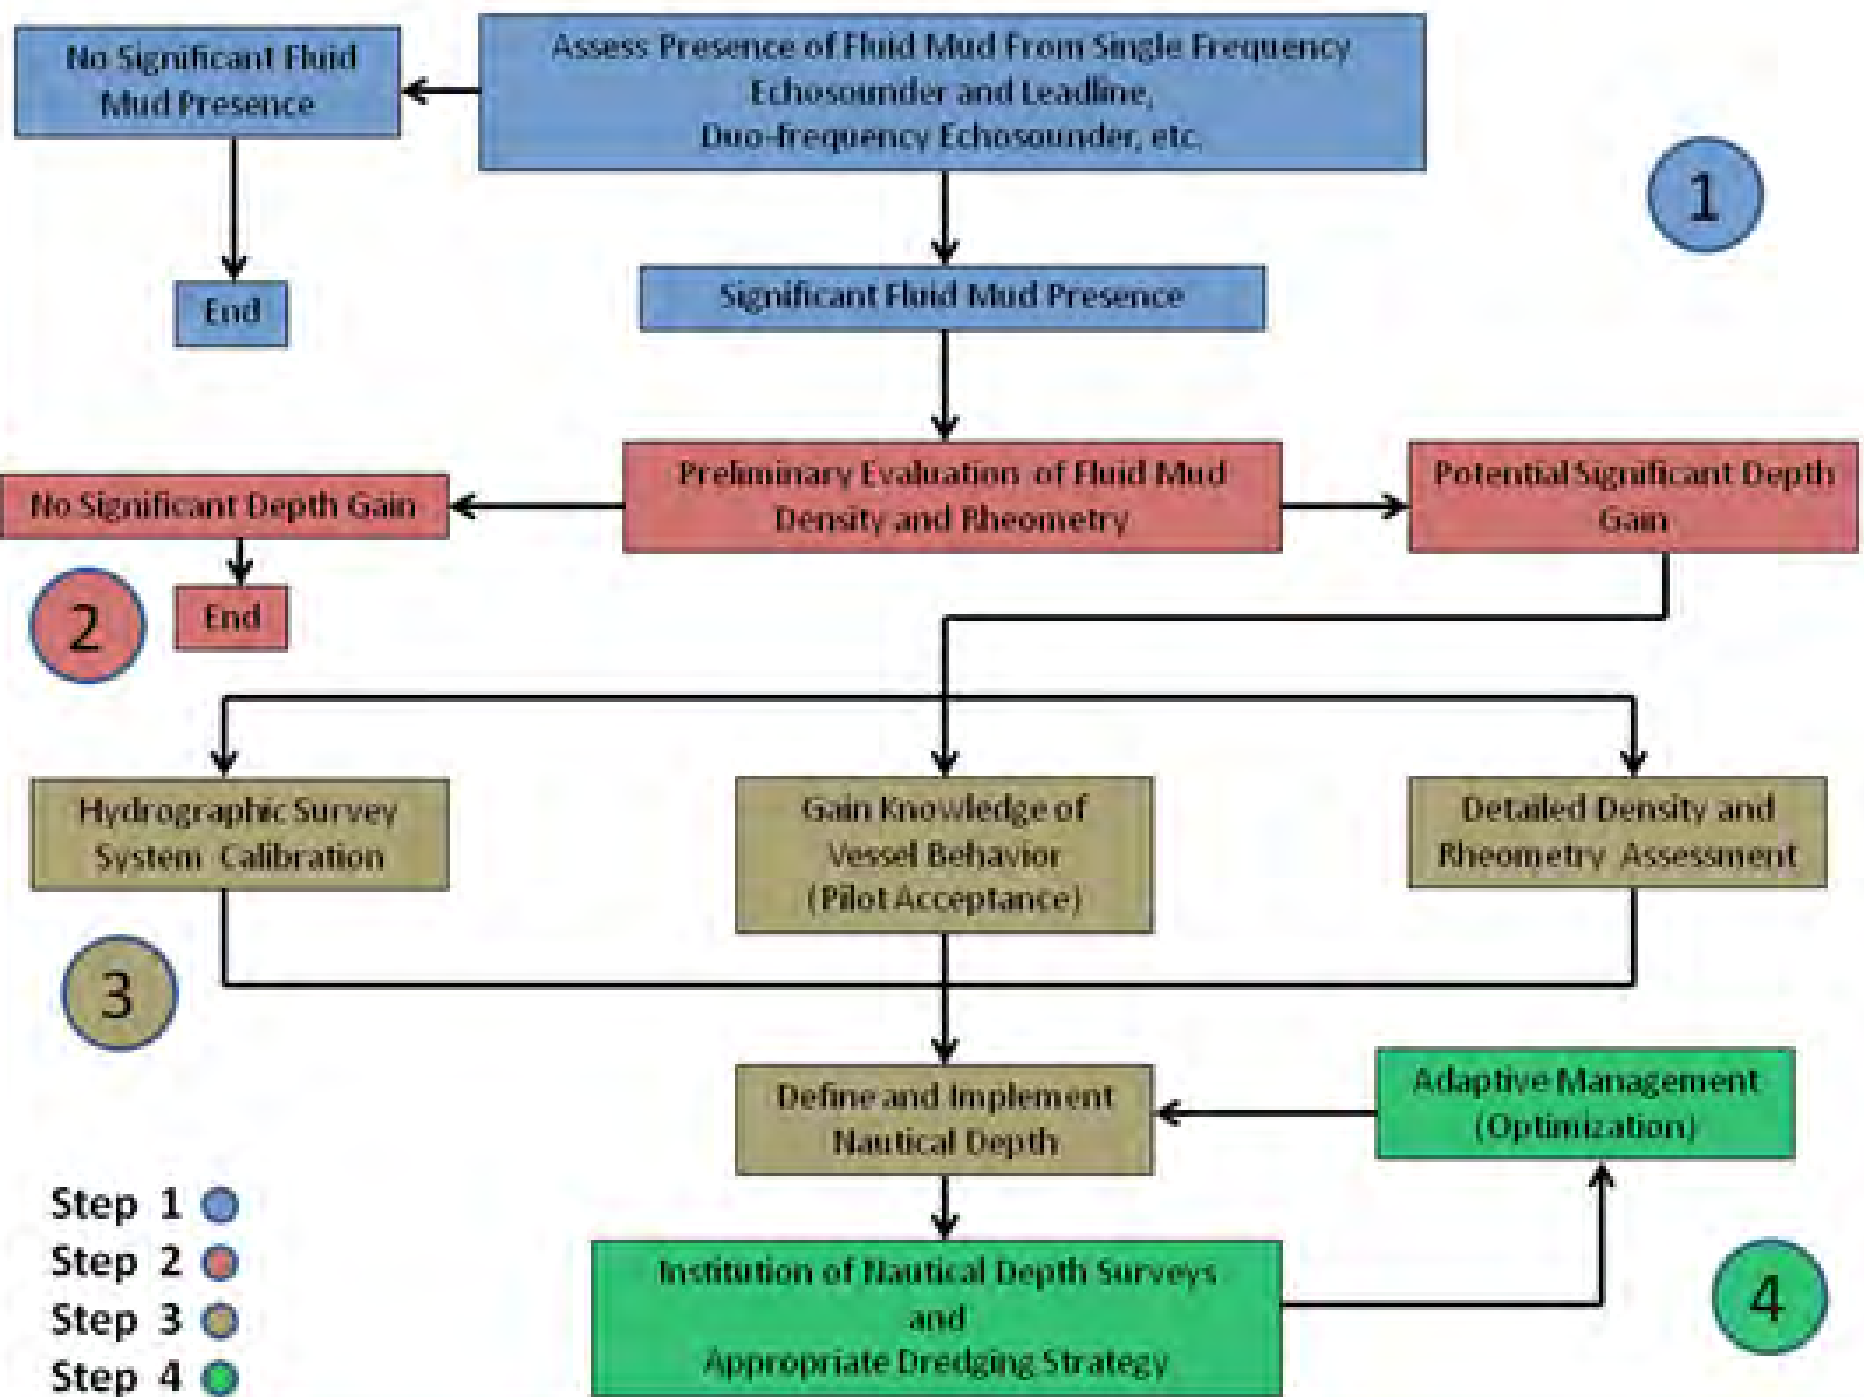 No Significant Fluid
Mud Presence
Assess Presence of Fluid Mud From Single Frequency
Echosounder and Leadline,
Duo-frequency Echosounder, etc.
1
End
Significant Fluid Mud Presence
No Significant Depth Gain
Preliminary Evaluation of Fluid Mud
Density and Rheometry
Potential Significant Depth
Gain
2
End
Hydrographic Survey
System Calibration
Gain Knowledge of
Vessel Behavior
(Pilot Acceptance)
Detailed Density and
Rheometry Assessment
3
Define and Implement
Nautical Depth
Adaptive Management
(Optimization)
Institution of Nautical Depth Surveys
and
Appropriate Dredging Strategy
4
Step 1
Step 2
Step 3
Step 4